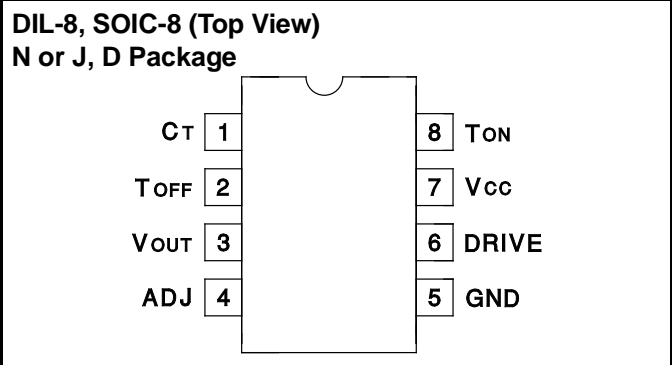 DIL-8, SOIC-8 (Top View)
N or J, D Package
CT 1
8 TON
TOFF 2
7 VCC
VOUT 3
6 DRIVE
ADJ 4
5 GND